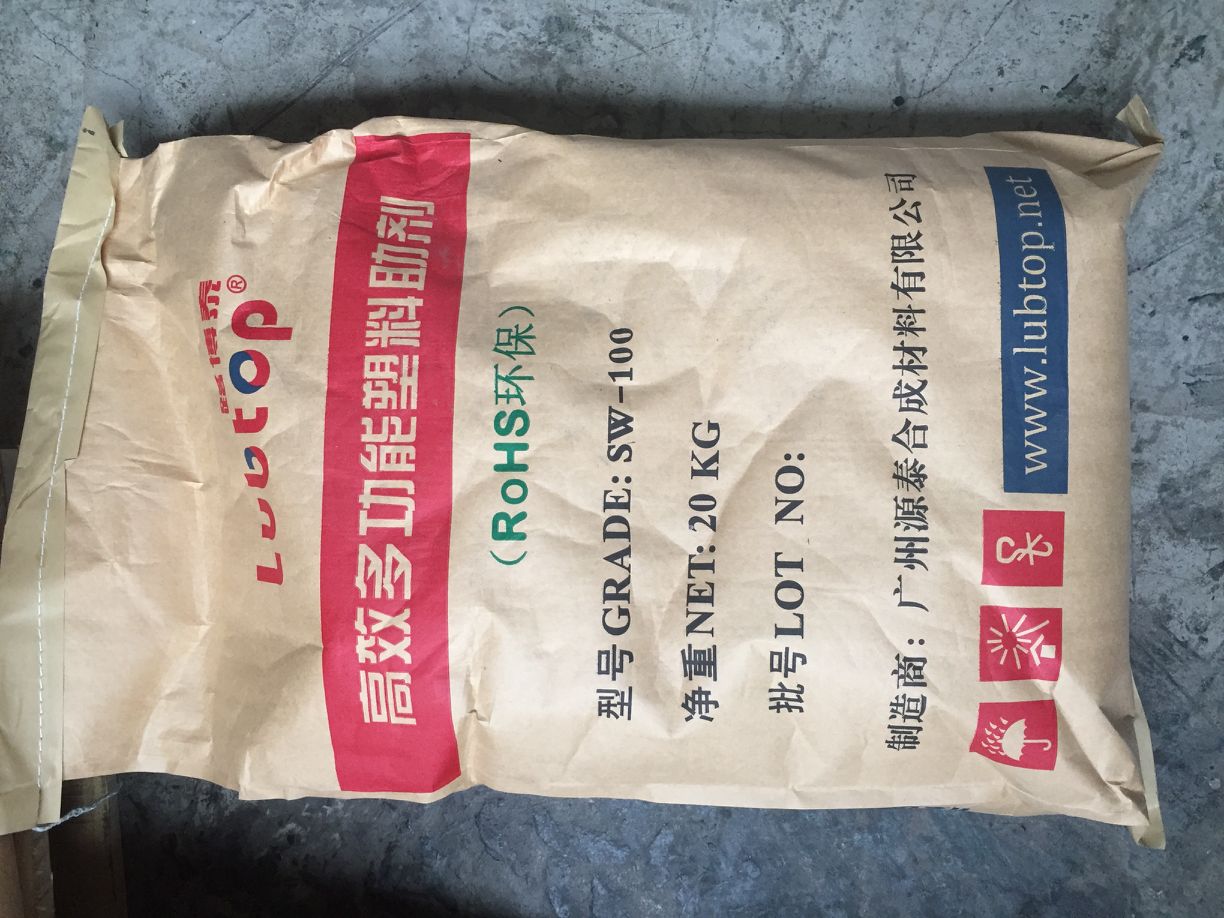 博泰®
Lubtop
高效多功能塑料助剂
（RoHS环保）
型号GRADE: SW-100
净重NET: 20 KG
批号LOT NO:
制造商：广州源泰合成材料有限公司
www.lubtop.net